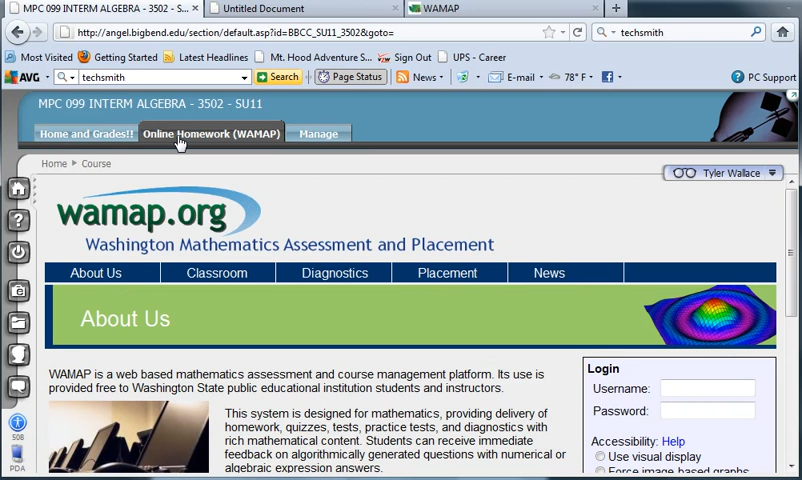 MPC 099 INTERM ALGEBRA - 3502 - S... ×
Untitled Document ×
WAMAP ×
+
http://angel.bigbend.edu/section/default.asp?id=BBCC_SU11_3502&goto=
techsmith
Most Visited Getting Started Latest Headlines Mt. Hood Adventure S... Sign Out UPS - Career
AVG techsmith Search Page Status News E-mail 78° F PC Support
MPC 099 INTERM ALGEBRA - 3502 - SU11
Home and Grades!! Online Homework (WAMAP) Manage
Home Course
Tyler Wallace
wamap.org
Washington Mathematics Assessment and Placement
About Us Classroom Diagnostics Placement News
About Us
WAMAP is a web based mathematics assessment and course management platform. Its use is
provided free to Washington State public educational institution students and instructors.
This system is designed for mathematics, providing delivery of
homework, quizzes, tests, practice tests, and diagnostics with
rich mathematical content. Students can receive immediate
feedback on algorithmically generated questions with numerical or
algebraic expression answers.
Login
Username:
Password:
Accessibility: Help
Use visual display
Force image-based graphs
508
PDA